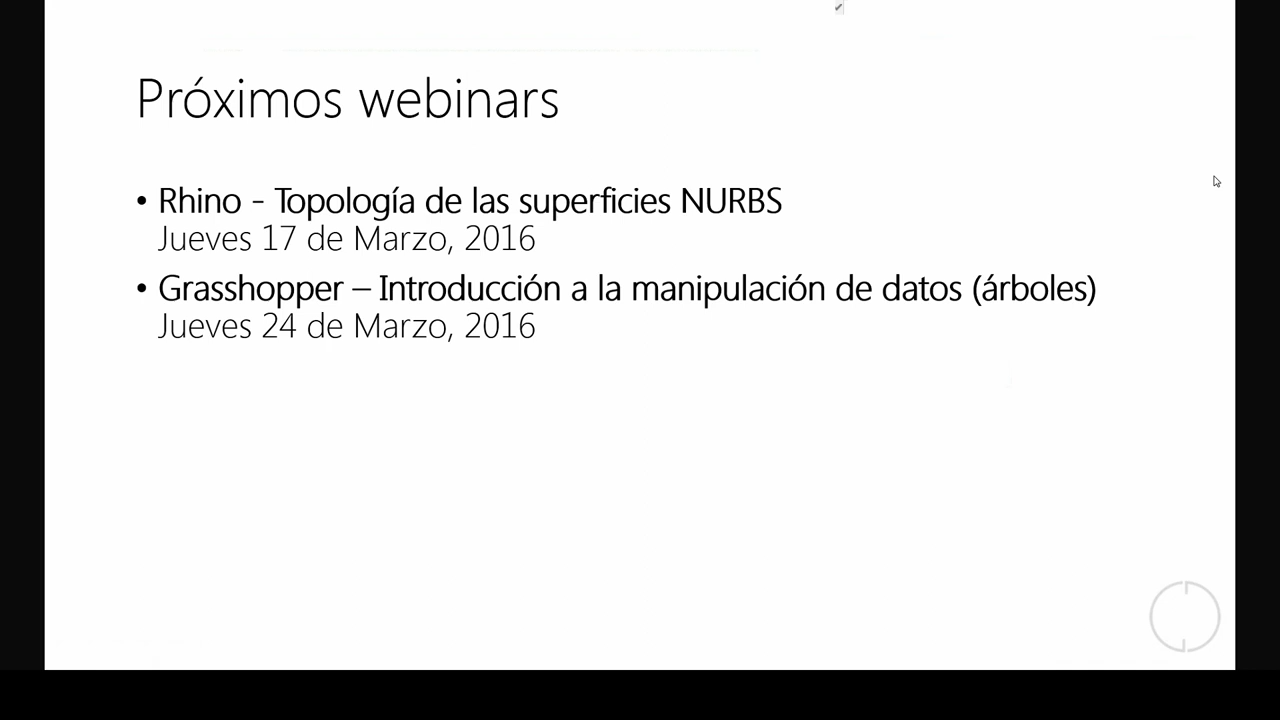 Próximos webinars
• Rhino - Topología de las superficies NURBS
Jueves 17 de Marzo, 2016
• Grasshopper – Introducción a la manipulación de datos (árboles)
Jueves 24 de Marzo, 2016